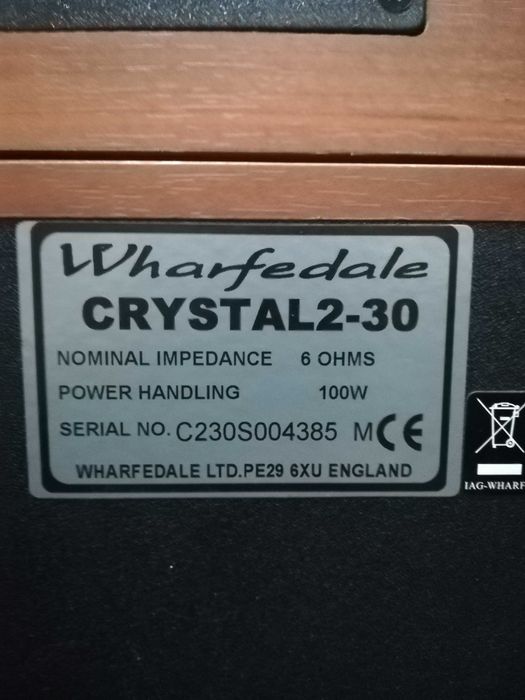 Wharfedale
CRYSTAL2-30
NOMINAL IMPEDANCE 6 OHMS
POWER HANDLING 100W
SERIAL NO. C230S004385 M CE
WHARFEDALE LTD.PE29 6XU ENGLAND
IAG-WHARF